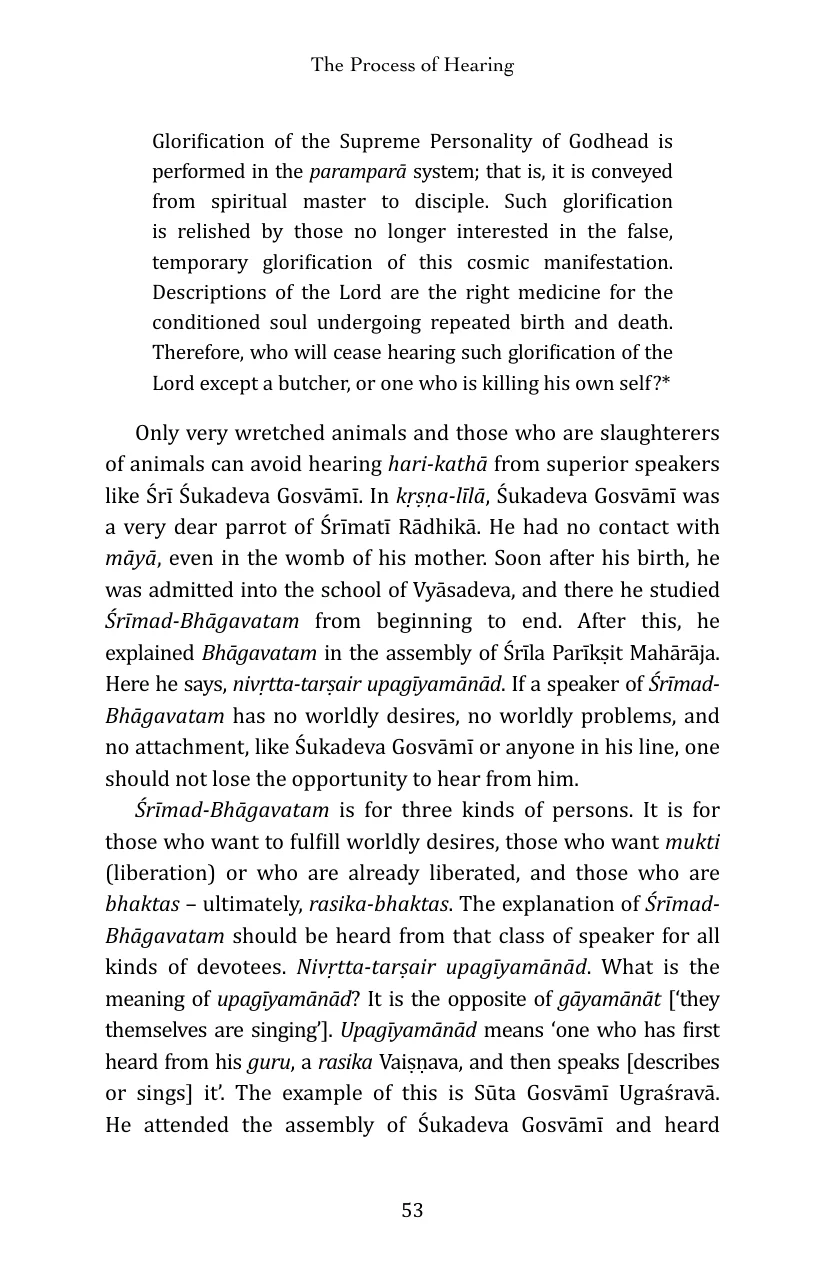 The Process of Hearing
Glorification of the Supreme Personality of Godhead is
performed in the paramparā system; that is, it is conveyed
from spiritual master to disciple. Such glorification
is relished by those no longer interested in the false,
temporary glorification of this cosmic manifestation.
Descriptions of the Lord are the right medicine for the
conditioned soul undergoing repeated birth and death.
Therefore, who will cease hearing such glorification of the
Lord except a butcher, or one who is killing his own self?*
Only very wretched animals and those who are slaughterers
of animals can avoid hearing hari-kathā from superior speakers
like Śrī Śukadeva Gosvāmī. In kṛṣṇa-līlā, Śukadeva Gosvāmī was
a very dear parrot of Śrīmatī Rādhikā. He had no contact with
māyā, even in the womb of his mother. Soon after his birth, he
was admitted into the school of Vyāsadeva, and there he studied
Śrīmad-Bhāgavatam from beginning to end. After this, he
explained Bhāgavatam in the assembly of Śrīla Parīkṣit Mahārāja.
Here he says, nivṛtta-tarṣair upagīyamānād. If a speaker of Śrīmad-
Bhāgavatam has no worldly desires, no worldly problems, and
no attachment, like Śukadeva Gosvāmī or anyone in his line, one
should not lose the opportunity to hear from him.
Śrīmad-Bhāgavatam is for three kinds of persons. It is for
those who want to fulfill worldly desires, those who want mukti
(liberation) or who are already liberated, and those who are
bhaktas – ultimately, rasika-bhaktas. The explanation of Śrīmad-
Bhāgavatam should be heard from that class of speaker for all
kinds of devotees. Nivṛtta-tarṣair upagīyamānād. What is the
meaning of upagīyamānād? It is the opposite of gāyamānāt [‘they
themselves are singing’]. Upagīyamānād means ‘one who has first
heard from his guru, a rasika Vaiṣṇava, and then speaks [describes
or sings] it’. The example of this is Sūta Gosvāmī Ugraśravā.
He attended the assembly of Śukadeva Gosvāmī and heard
53